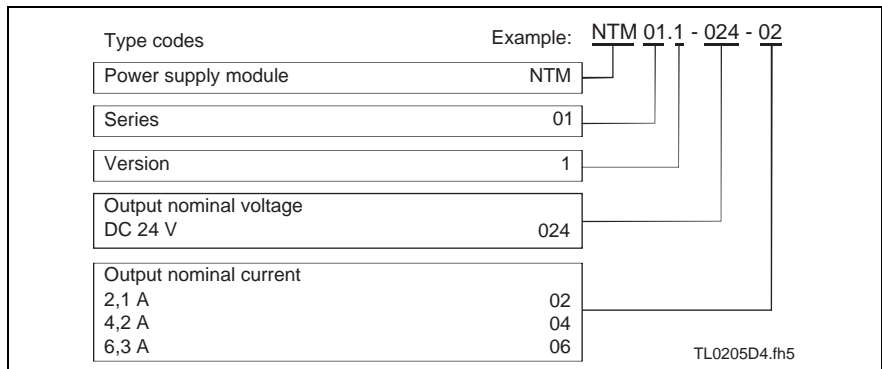 Type codes Example: NTM 01.1 - 024 - 02
Power supply module NTM
Series 01
Version 1
Output nominal voltage
DC 24 V 024
Output nominal current
2,1 A 02
4,2 A 04
6,3 A 06
TL0205D4.fh5